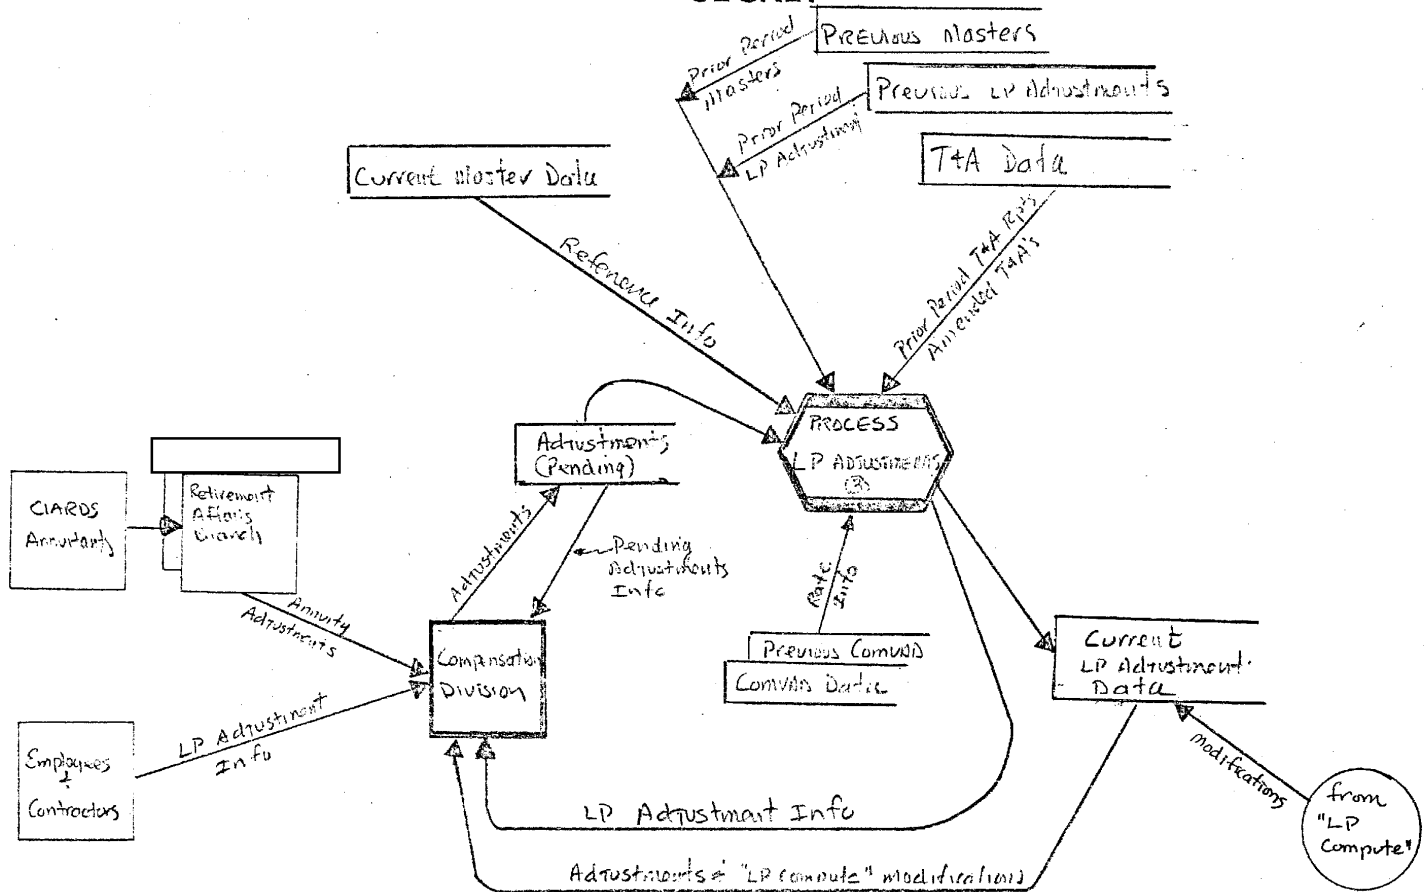 PREVIOUS Masters
Prior Period
Masters
Previous LP Adjustments
Prior Period
LP Adjustment
T&A Data
Current Master Data
Prior Period T&A Rpts
Amended T&A's
Reference Info
PROCESS
LP ADJUSTMENTS
(3)
Adjustments
(Pending)
CIARDS
Annuitants
Retirement
Affairs
Branch
Adjustments
Pending
Adjustments
Info
Rate
Info
Annuity
Adjustments
Compensation
DIVISION
Previous
Data
Current
LP Adjustment
Data
LP Adjustment
Info
Employees
+
Contractors
Modifications
from
"LP
Compute"
LP Adjustment Info
Adjustments & "LP Compute" modifications